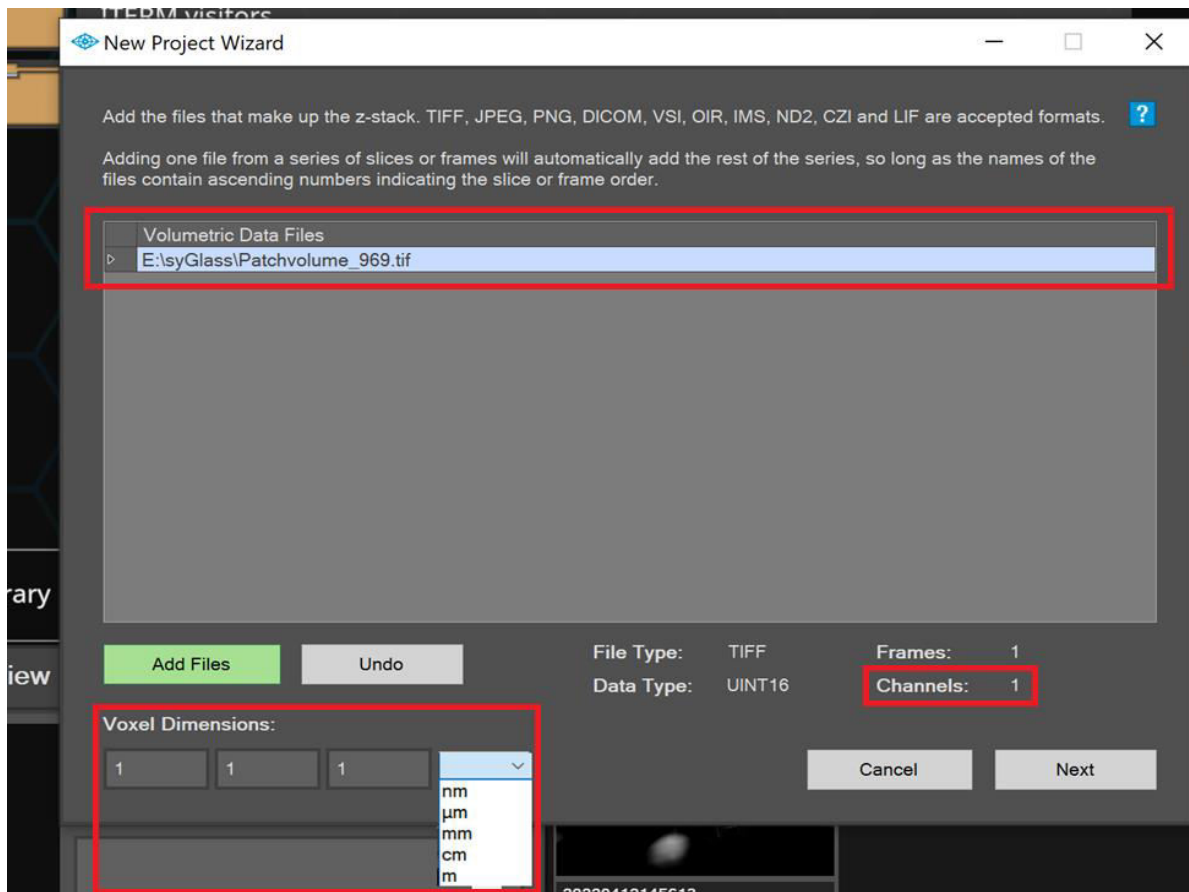 ITERM visitors
New Project Wizard
Add the files that make up the z-stack. TIFF, JPEG, PNG, DICOM, VSI, OIR, IMS, ND2, CZI and LIF are accepted formats.
?
Adding one file from a series of slices or frames will automatically add the rest of the series, so long as the names of the
files contain ascending numbers indicating the slice or frame order.
Volumetric Data Files
E:\syGlass\Patchvolume_969.tif
rary
iew
Add Files
Undo
File Type: TIFF
Frames: 1
Data Type: UINT16
Channels: 1
Voxel Dimensions:
1 1 1
nm
µm
mm
cm
m
Cancel
Next